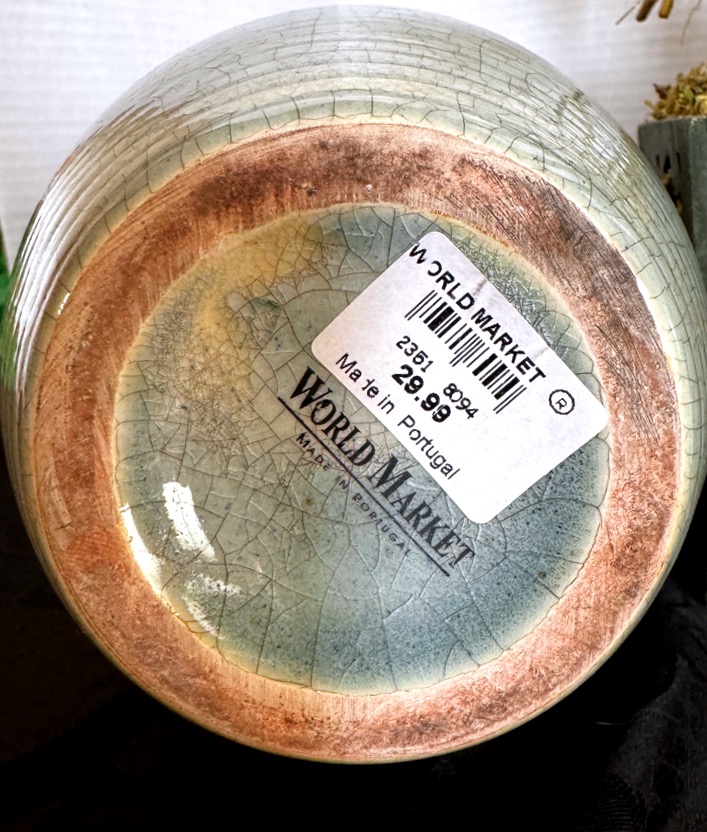 WORLD MARKET ®
2351 8094
29.99
Made in Portugal
WORLD MARKET
MADE IN PORTUGAL